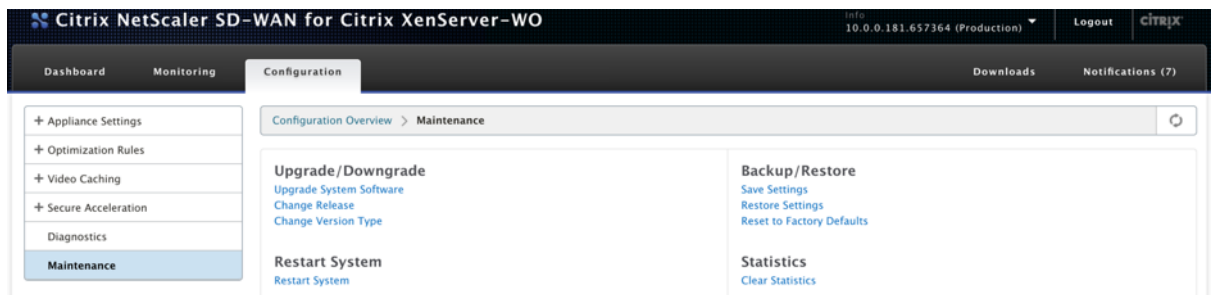 Citrix NetScaler SD-WAN for Citrix XenServer-WO
Info
10.0.0.181.657364 (Production)
Logout
CITRIX
Dashboard
Monitoring
Configuration
Downloads
Notifications (7)
+ Appliance Settings
+ Optimization Rules
+ Video Caching
+ Secure Acceleration
Diagnostics
Maintenance
Configuration Overview > Maintenance
Upgrade/Downgrade
Upgrade System Software
Change Release
Change Version Type
Restart System
Restart System
Backup/Restore
Save Settings
Restore Settings
Reset to Factory Defaults
Statistics
Clear Statistics